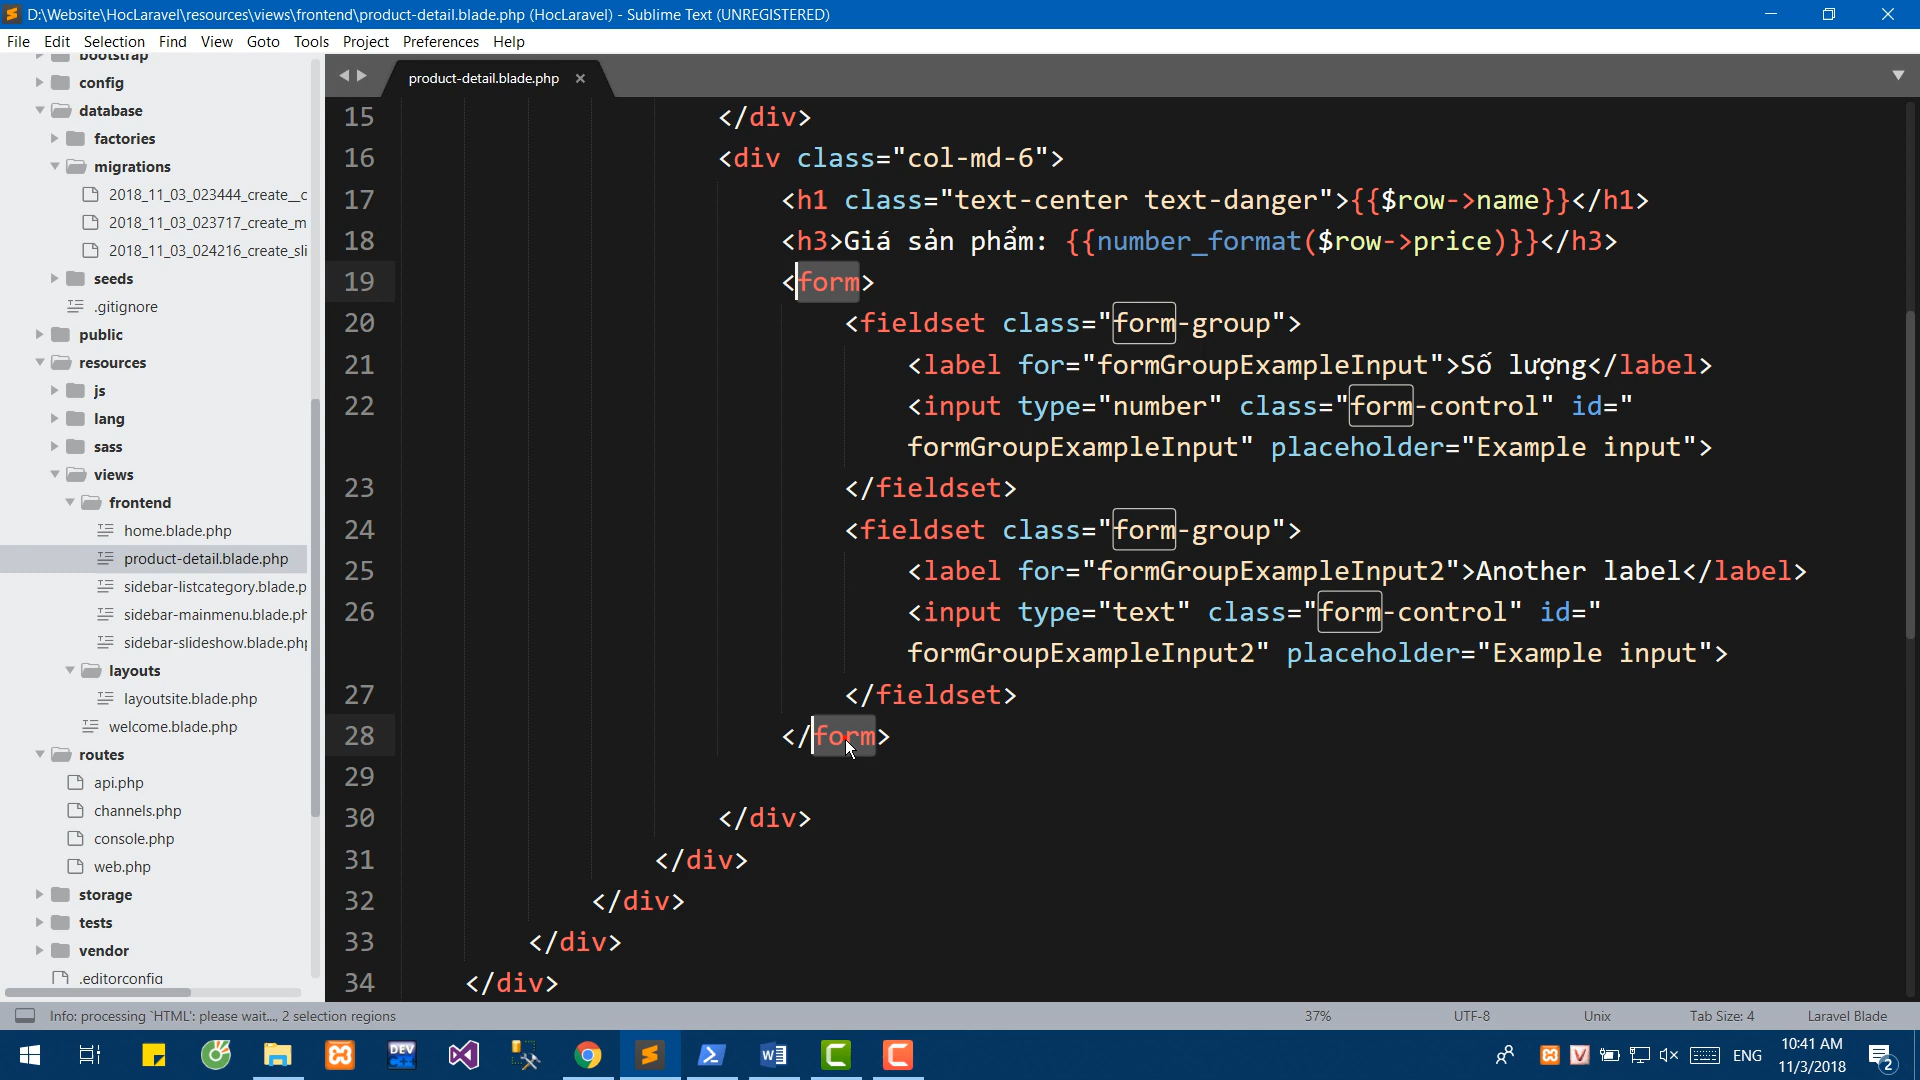 D:\Website\HocLaravel\resources\views\frontend\product-detail.blade.php (HocLaravel) - Sublime Text (UNREGISTERED)
File Edit Selection Find View Goto Tools Project Preferences Help
bootstrap
config
database
factories
migrations
2018_11_03_023444_create__c
2018_11_03_023717_create_m
2018_11_03_024216_create_sli
seeds
.gitignore
public
resources
js
lang
sass
views
frontend
home.blade.php
product-detail.blade.php
sidebar-listcategory.blade.p
sidebar-mainmenu.blade.ph
sidebar-slideshow.blade.php
layouts
layoutsite.blade.php
welcome.blade.php
routes
api.php
channels.php
console.php
web.php
storage
tests
vendor
.editorconfig
product-detail.blade.php
15 </div>
16 <div class="col-md-6">
17 <h1 class="text-center text-danger">{{$row->name}}</h1>
18 <h3>Giá sản phẩm: {{number_format($row->price)}}</h3>
19 <form>
20 <fieldset class="form-group">
21 <label for="formGroupExampleInput">Số lượng</label>
22 <input type="number" class="form-control" id="
formGroupExampleInput" placeholder="Example input">
23 </fieldset>
24 <fieldset class="form-group">
25 <label for="formGroupExampleInput2">Another label</label>
26 <input type="text" class="form-control" id="
formGroupExampleInput2" placeholder="Example input">
27 </fieldset>
28 </form>
29
30 </div>
31 </div>
32 </div>
33 </div>
34 </div>
Info: processing `HTML': please wait..., 2 selection regions 37% UTF-8 Unix Tab Size: 4 Laravel Blade
DEV
ENG
10:41 AM
11/3/2018
2